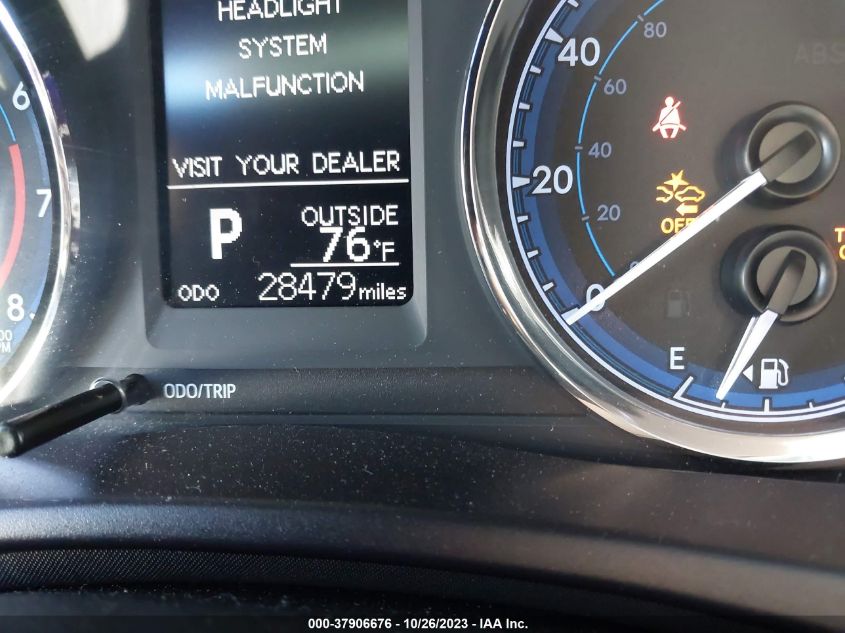 HEADLIGHT
SYSTEM
MALFUNCTION
VISIT YOUR DEALER
P
OUTSIDE
76°F
ODO 28479 miles
ODO/TRIP
6
7
8
40
20
0
80
60
40
20
OFF
E
ABS
000-37906676 - 10/26/2023 - IAA Inc.